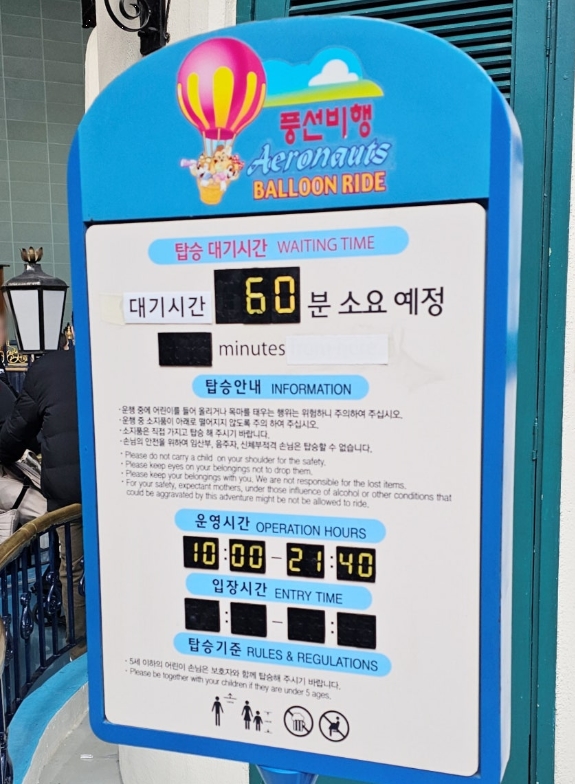 풍선비행
Aeronauts
BALLOON RIDE
탑승 대기시간 WAITING TIME
대기시간 60 분 소요 예정
minutes
탑승안내 INFORMATION
· 운행 중에 어린이를 들어 올리거나 목마를 태우는 행위는 위험하니 주의하여 주십시오.
· 운행 중 소지품이 아래로 떨어지지 않도록 주의 하여 주십시오.
· 소지품은 직접 가지고 탑승 해 주시기 바랍니다.
· 손님의 안전을 위하여 임산부, 음주자, 신체부적격 손님은 탑승할 수 없습니다.
· Please do not carry a child on your shoulder for the safety.
· Please keep eyes on your belongings not to drop them.
· Please keep your belongings with you. We are not responsible for the lost items.
· For your safety, expectant mothers, under those influence of alcohol or other conditions that
could be aggravated by this adventure might be not be allowed to ride.
운영시간 OPERATION HOURS
10:00-21:40
입장시간 ENTRY TIME
: - :
탑승기준 RULES & REGULATIONS
· 5세 이하의 어린이 손님은 보호자와 함께 탑승해 주시기 바랍니다.
· Please be together with your children if they are under 5 ages.